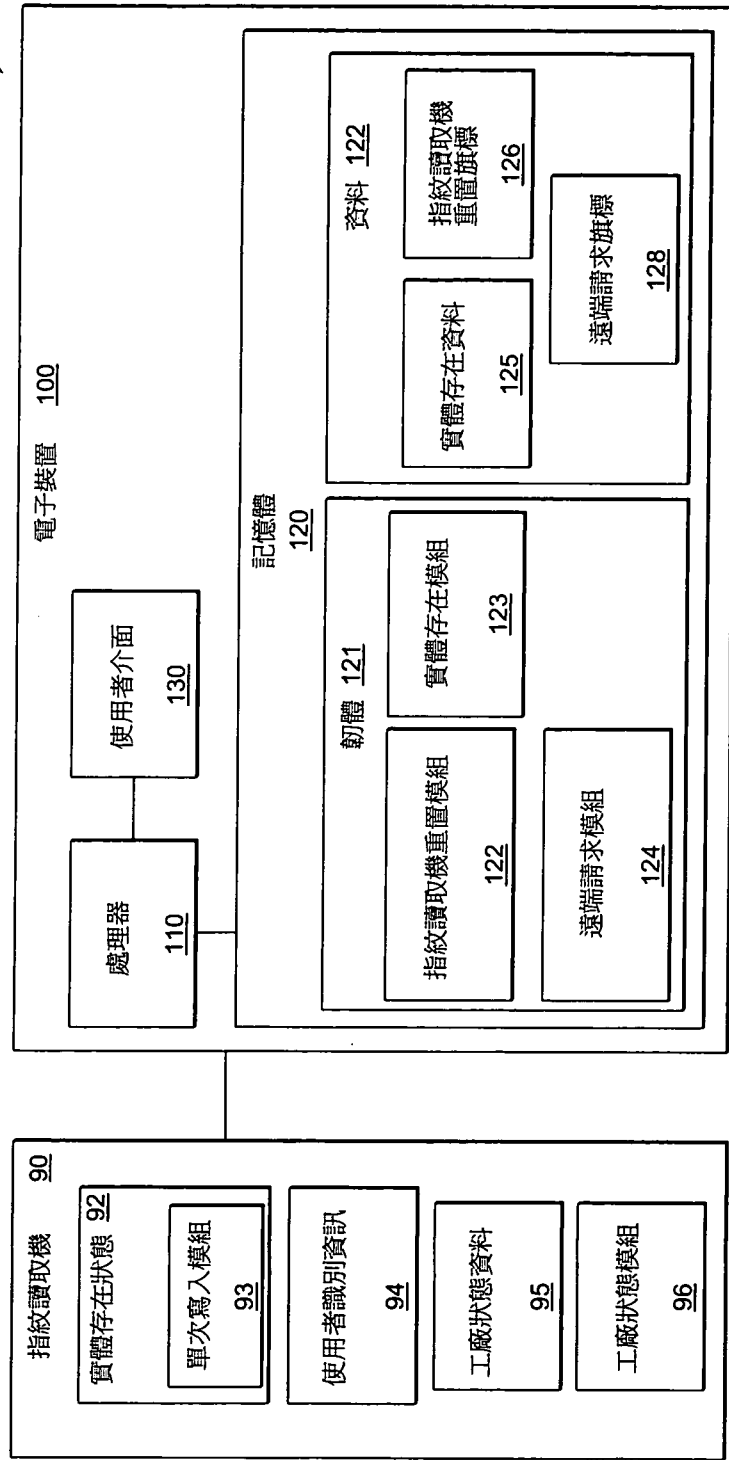 指紋讀取機 90
實體存在狀態 92
單次寫入模組
93
使用者識別資訊
94
工廠狀態資料
95
工廠狀態模組
96
電子裝置 100
處理器
110
使用者介面
130
記憶體
120
韌體 121
指紋讀取機重置模組
122
實體存在模組
123
遠端請求模組
124
資料 122
實體存在資料
125
指紋讀取機
重置旗標
126
遠端請求旗標
128